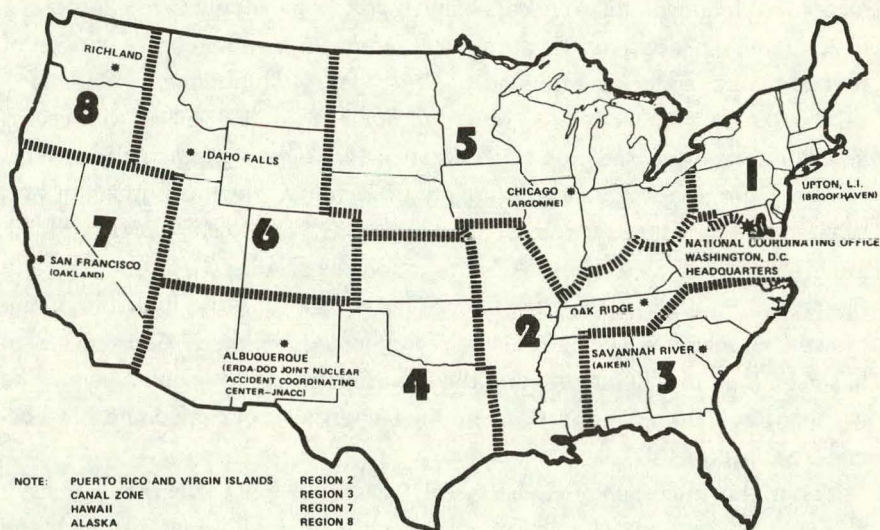 RICHLAND
8
IDAHO FALLS
5
CHICAGO
(ARGONNE)
1
UPTON, L.I.
(BROOKHAVEN)
7
SAN FRANCISCO
(OAKLAND)
6
NATIONAL COORDINATING OFFICE
WASHINGTON, D.C.
HEADQUARTERS
OAK RIDGE
2
ALBUQUERQUE
(ERDA-DOD JOINT NUCLEAR
ACCIDENT COORDINATING
CENTER-JNACC)
4
SAVANNAH RIVER
(AIKEN)
3
NOTE: PUERTO RICO AND VIRGIN ISLANDS REGION 2
CANAL ZONE REGION 3
HAWAII REGION 7
ALASKA REGION 8